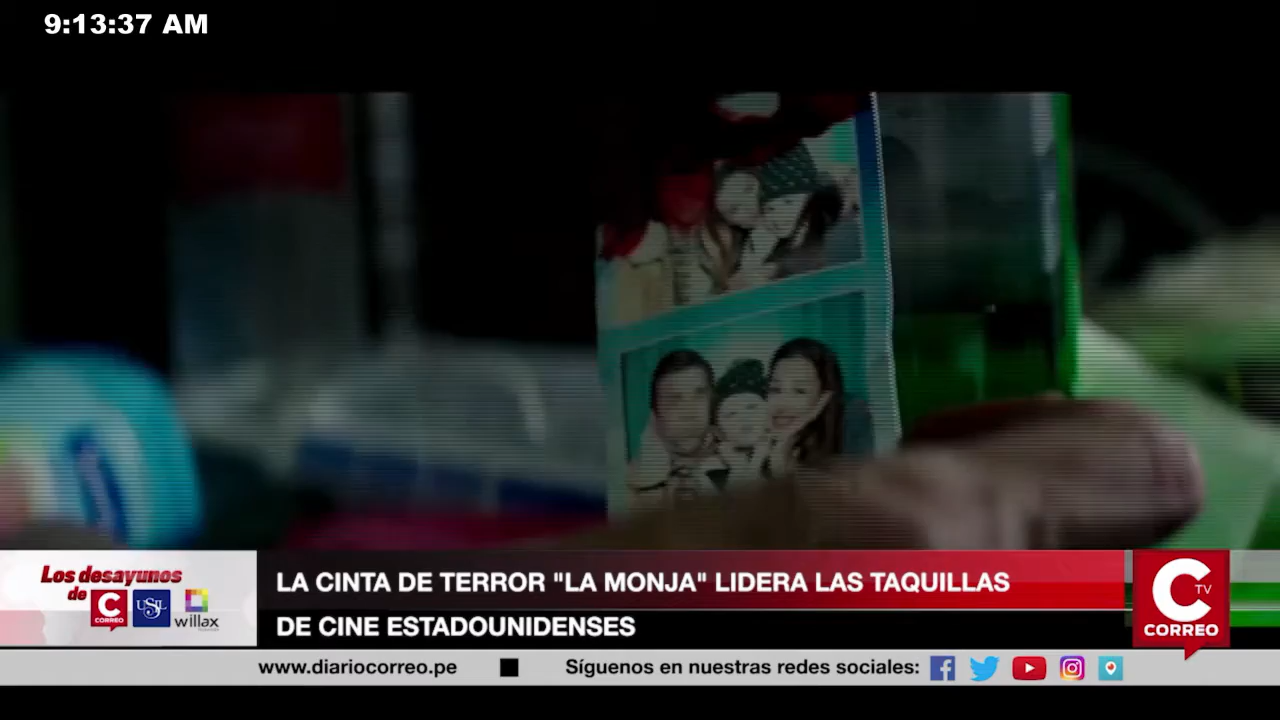 9:13:37 AM
LA CINTA DE TERROR "LA MONJA" LIDERA LAS TAQUILLAS
DE CINE ESTADOUNIDENSES
Los desayunos
de C
CORREO
USIL
willax
C TV
CORREO
www.diariocorreo.pe
Síguenos en nuestras redes sociales: